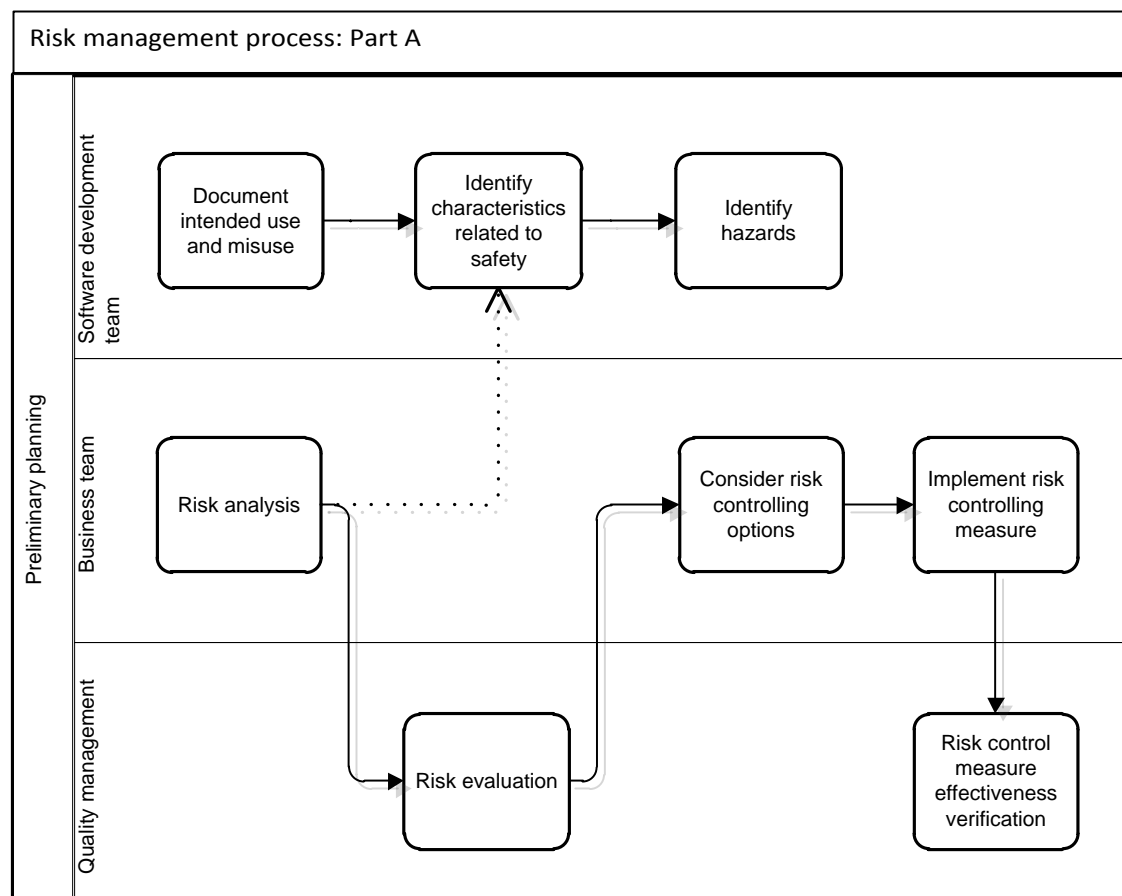 Risk management process: Part A
Preliminary planning
Software development
team
Document
intended use
and misuse
Identify
characteristics
related to
safety
Identify
hazards
Business team
Risk analysis
Consider risk
controlling
options
Implement risk
controlling
measure
Quality management
Risk evaluation
Risk control
measure
effectiveness
verification